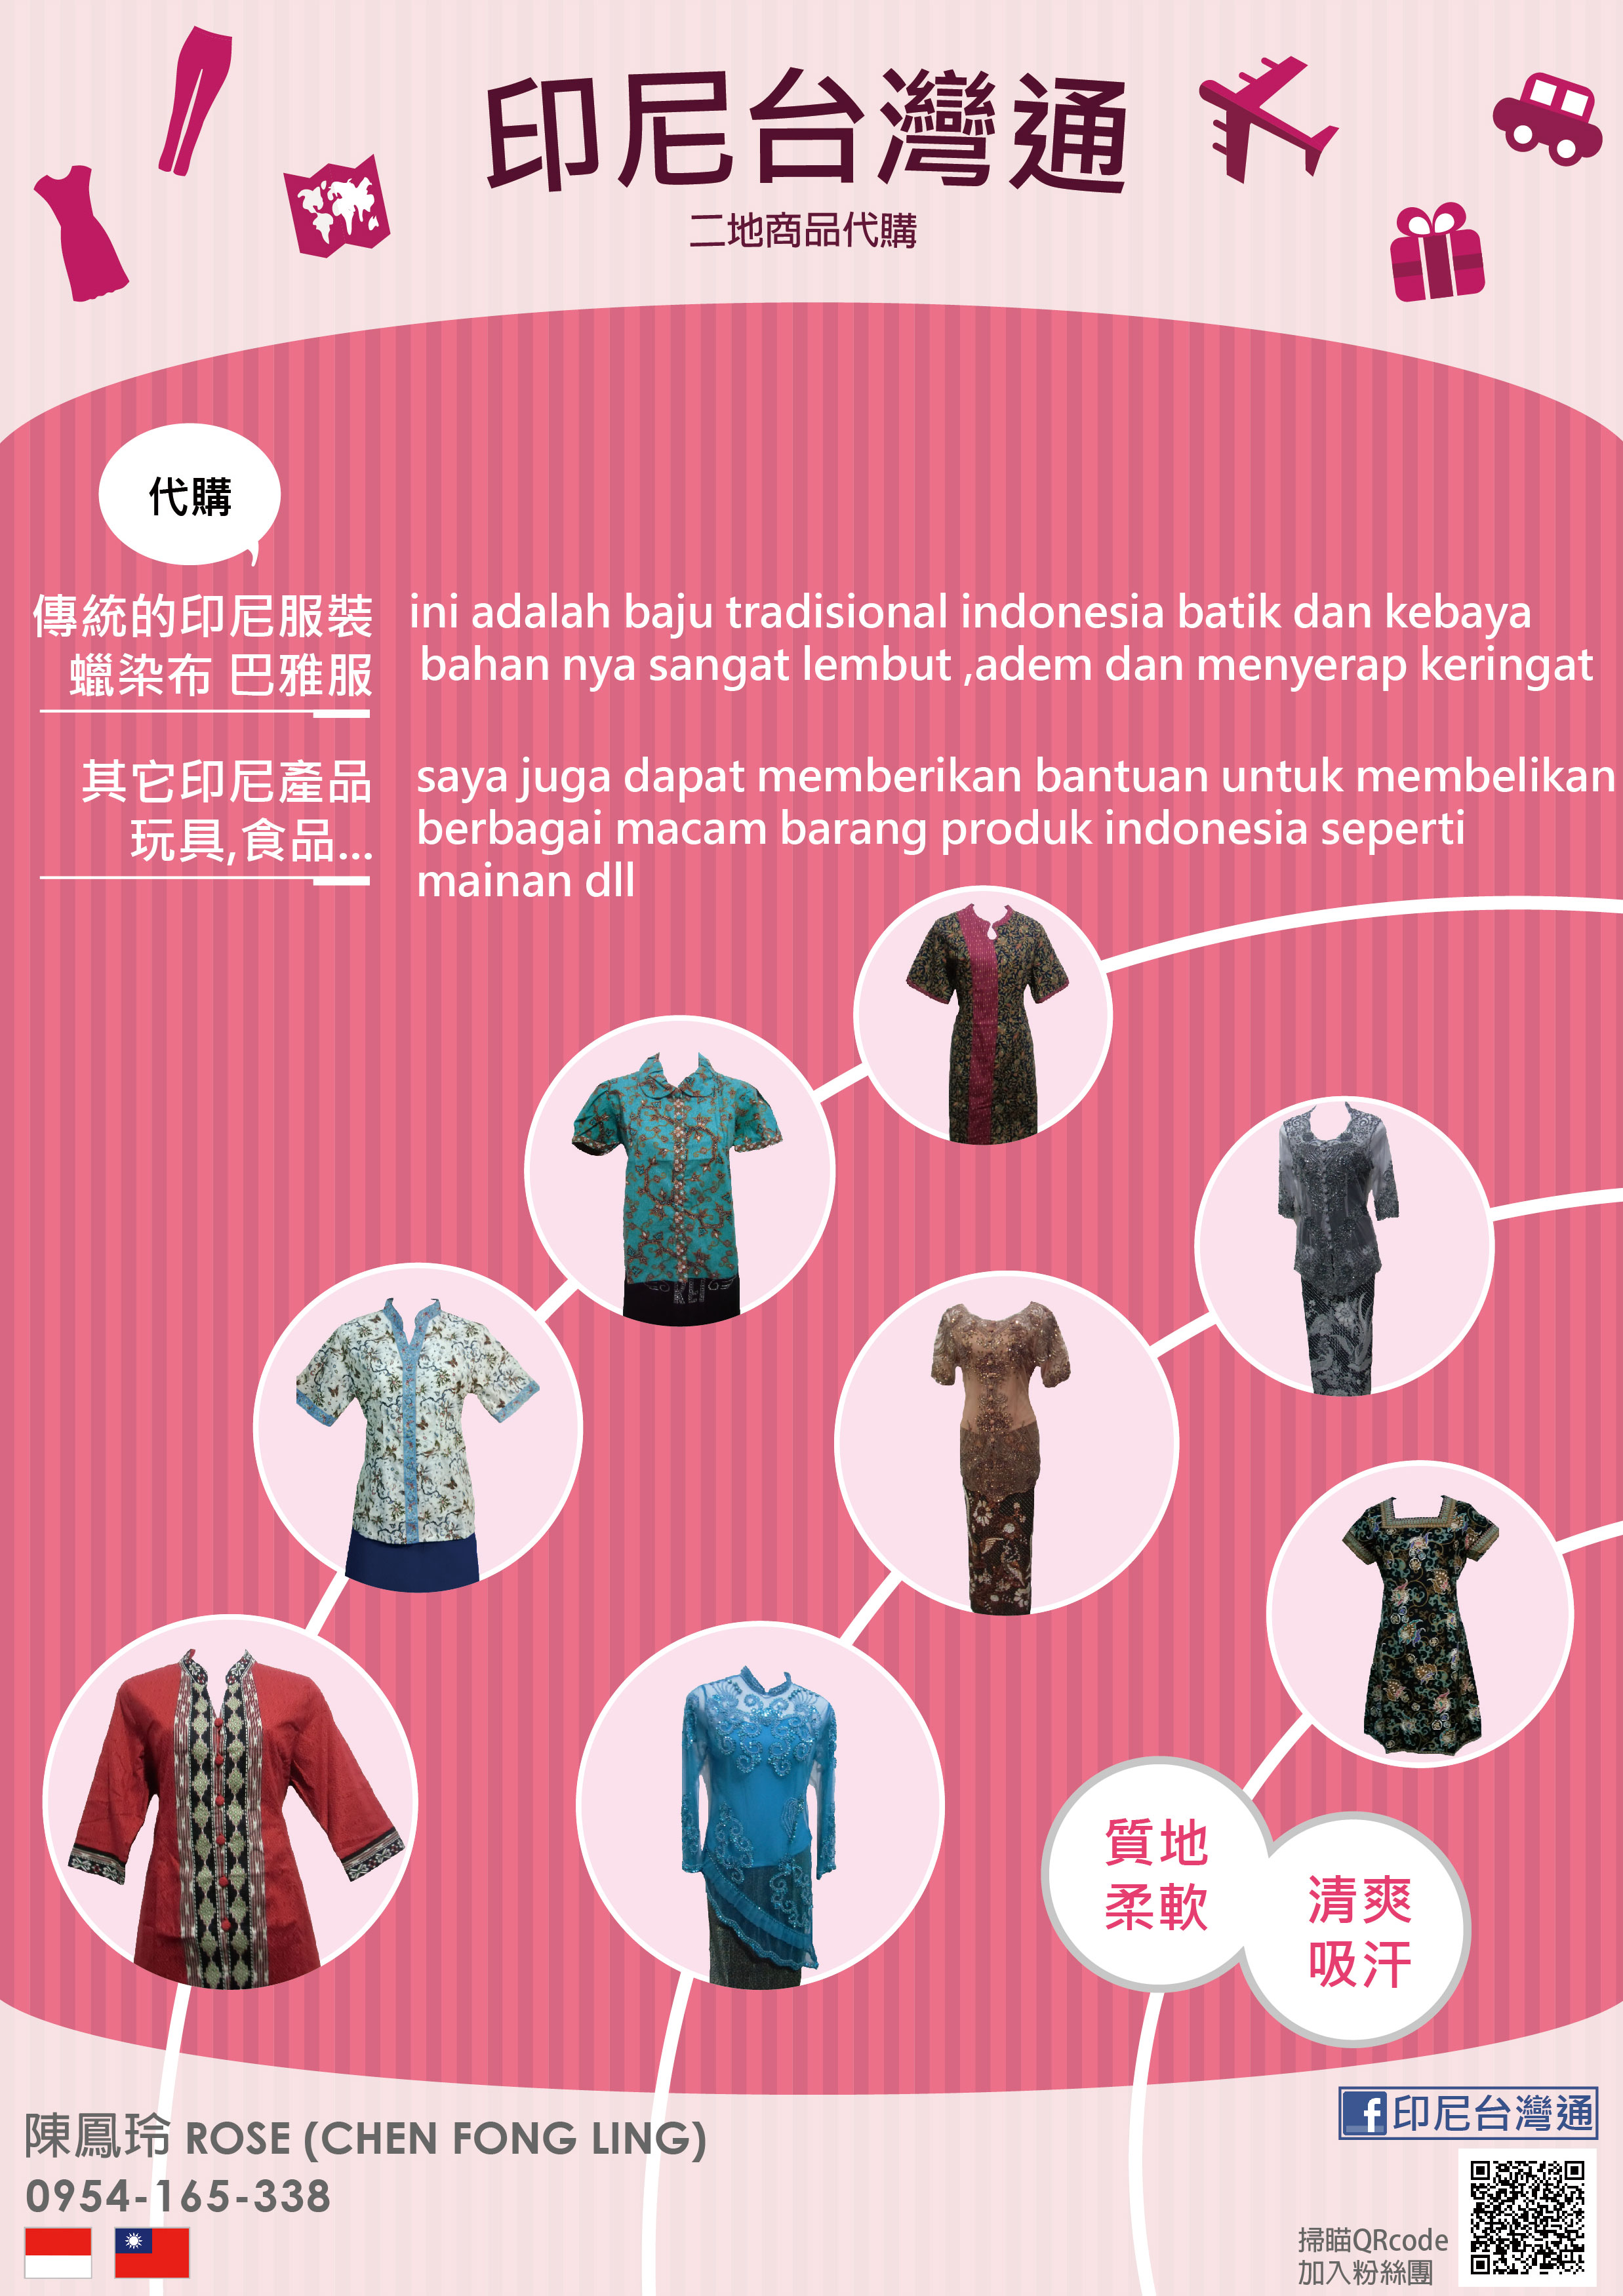 印尼台灣通
二地商品代購
代購
傳統的印尼服裝
蠟染布 巴雅服
ini adalah baju tradisional indonesia batik dan kebaya
bahan nya sangat lembut ,adem dan menyerap keringat
其它印尼產品
玩具,食品...
saya juga dapat memberikan bantuan untuk membelikan
berbagai macam barang produk indonesia seperti
mainan dll
質地
柔軟
清爽
吸汗
陳鳳玲 ROSE (CHEN FONG LING)
0954-165-338
f 印尼台灣通
掃瞄QRcode
加入粉絲團